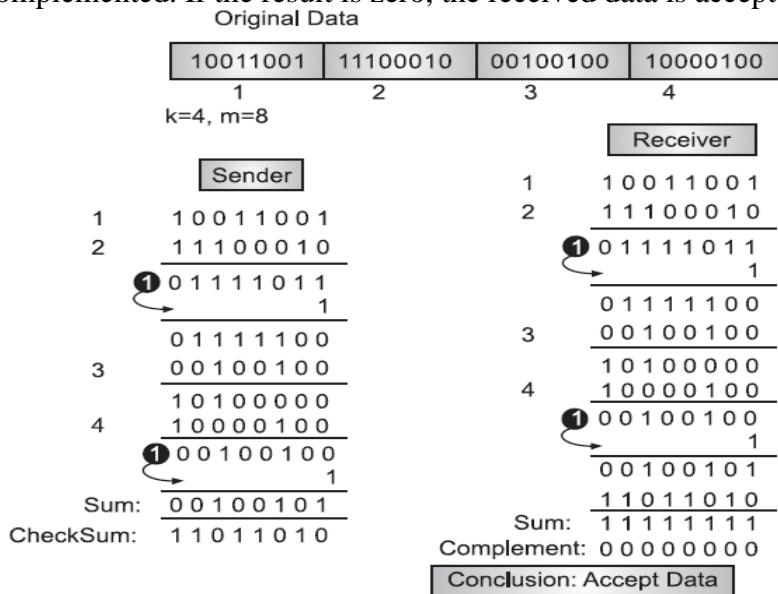 omplemented. If the result is zero, the received data is accept
Original Data
10011001 11100010 00100100 10000100
1 2 3 4
k=4, m=8
Sender
1 10011001
2 11100010
1 01111011
1
01111100
3 00100100
10100000
4 10000100
1 00100100
1
Sum: 00100101
CheckSum: 11011010
Receiver
1 10011001
2 11100010
1 01111011
1
01111100
3 00100100
10100000
4 10000100
1 00100100
1
00100101
11011010
Sum: 11111111
Complement: 00000000
Conclusion: Accept Data